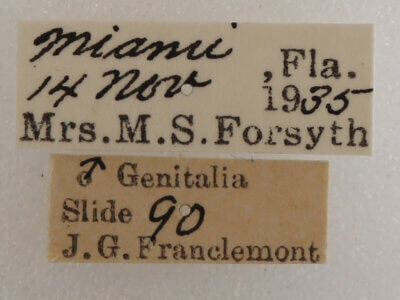 Miami , Fla.
14 Nov 1935
Mrs. M. S. Forsyth
♂ Genitalia
Slide 90
J. G. Franclemont